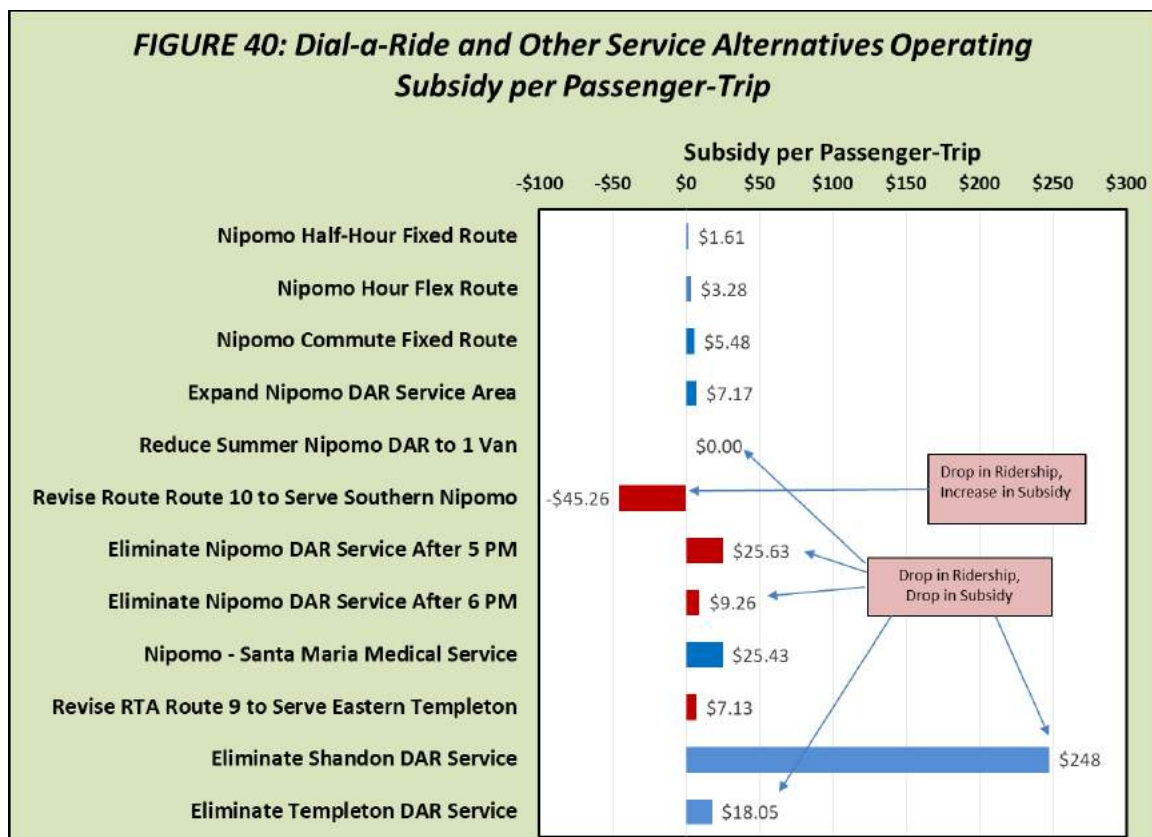 FIGURE 40: Dial-a-Ride and Other Service Alternatives Operating
Subsidy per Passenger-Trip
Subsidy per Passenger-Trip
-$100 -$50 $0 $50 $100 $150 $200 $250 $300
Nipomo Half-Hour Fixed Route $1.61
Nipomo Hour Flex Route $3.28
Nipomo Commute Fixed Route $5.48
Expand Nipomo DAR Service Area $7.17
Reduce Summer Nipomo DAR to 1 Van $0.00
Revise Route Route 10 to Serve Southern Nipomo -$45.26
Drop in Ridership,
Increase in Subsidy
Eliminate Nipomo DAR Service After 5 PM $25.63
Eliminate Nipomo DAR Service After 6 PM $9.26
Drop in Ridership,
Drop in Subsidy
Nipomo - Santa Maria Medical Service $25.43
Revise RTA Route 9 to Serve Eastern Templeton $7.13
Eliminate Shandon DAR Service $248
Eliminate Templeton DAR Service $18.05